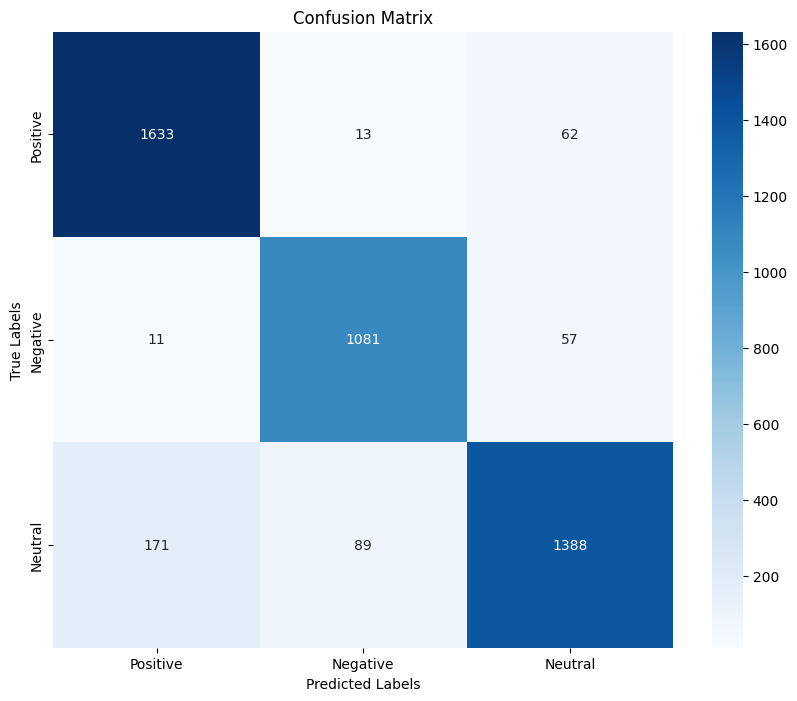 Confusion Matrix
True Labels
Positive
1633 13 62
Negative
11 1081 57
Neutral
171 89 1388
Positive Negative Neutral
Predicted Labels
1600
1400
1200
1000
800
600
400
200